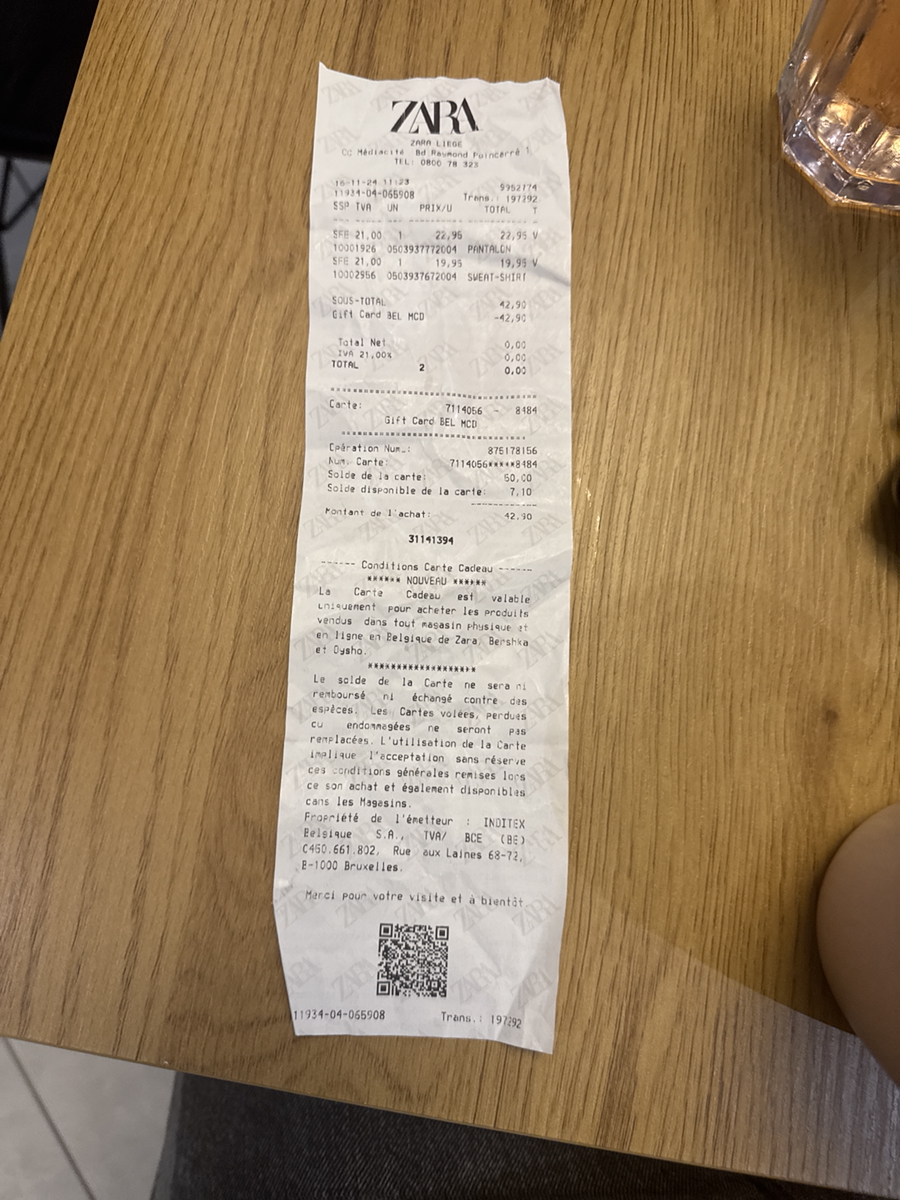 ZARA
ZARA LIEGE
CC Médiacité Bd Raymond Poincarré 1
TEL: 0800 78 323
16-11-24 11:23 9952774
11934-04-065908 Trans.: 197292
SSP TVA UN PRIX/U TOTAL T
SFE 21,00 1 22,95 22,95 V
10001926 0503937772004 PANTALON
SFE 21,00 1 19,95 19,95 V
10002956 0503937672004 SWEAT-SHIRT
SOUS-TOTAL 42,90
Gift Card BEL MCD -42,90
Total Net 0,00
IVA 21,00% 0,00
TOTAL 2 0,00
*************************************
Carte: 7114056 - 8484
Gift Card BEL MCD
*********************************
Opération Num.: 875178156
Num. Carte: 7114056*****8484
Solde de la carte: 50,00
Solde disponible de la carte: 7,10
------------
Montant de l'achat: 42,90
31141394
------ Conditions Carte Cadeau ------
****** NOUVEAU ******
La Carte Cadeau est valable
uniquement pour acheter les produits
vendus dans tout magasin physique et
en ligne en Belgique de Zara, Bershka
et Oysho.
********************
Le solde de la Carte ne sera ni
remboursé ni échangé contre des
espèces. Les Cartes volées, perdues
ou endommagées ne seront pas
remplacées. L'utilisation de la Carte
implique l'acceptation sans réserve
des conditions générales remises lors
de son achat et également disponibles
dans les Magasins.
Propriété de l'émetteur : INDITEX
Belgique S.A., TVA/ BCE (BE)
0450.661.802, Rue aux Laines 68-72,
B-1000 Bruxelles.
Merci pour votre visite et à bientôt
11934-04-065908 Trans.: 197292